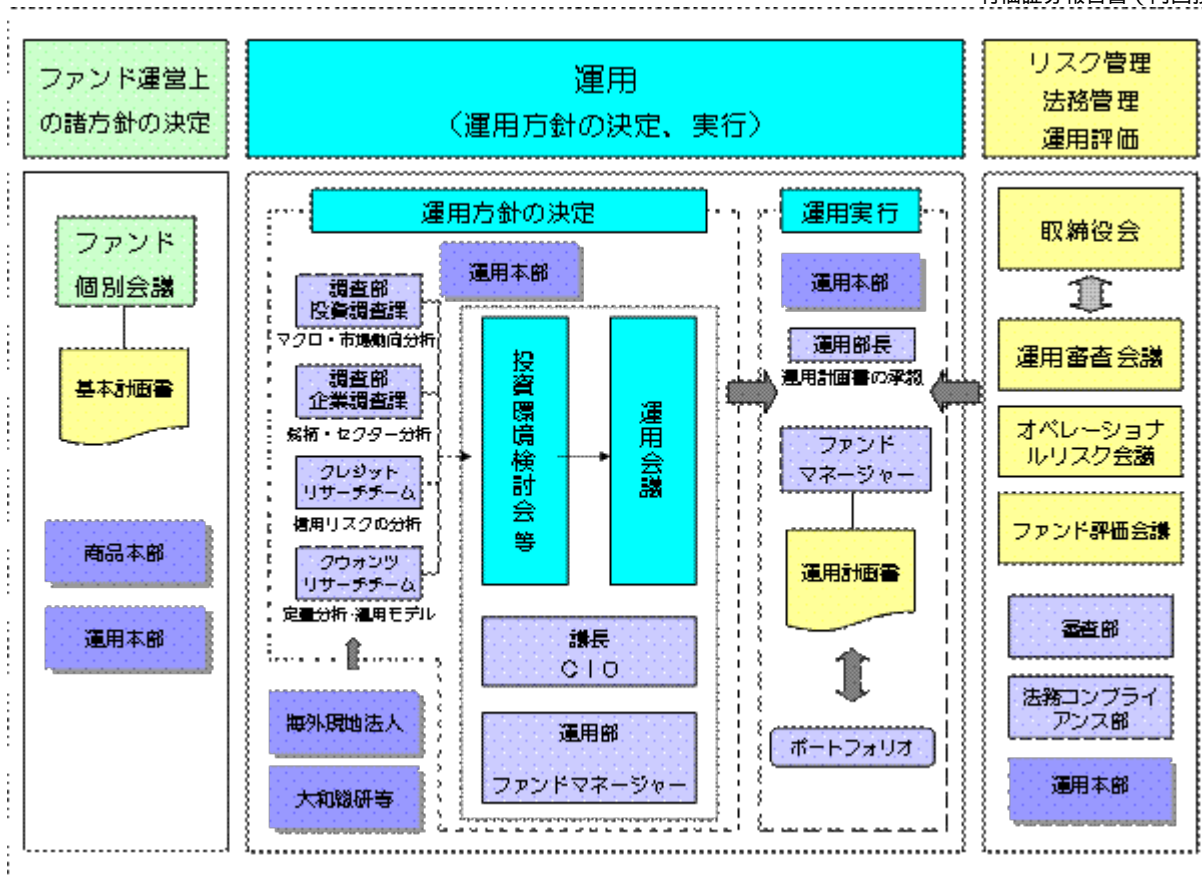 ファンド運営上
の諸方針の決定
運用
（運用方針の決定、実行）
リスク管理
法務管理
運用評価
ファンド
個別会議
基本計画書
商品本部
運用本部
運用方針の決定
運用本部
調査部
投資調査課
マクロ・市場動向分析
調査部
企業調査課
銘柄・セクター分析
クレジット
リサーチチーム
信用リスクの分析
クウォンツ
リサーチチーム
定量分析・運用モデル
海外現地法人
大和総研等
投資環境検討会等
運用会議
議長
ＣＩＯ
運用部
ファンドマネージャー
運用実行
運用本部
運用部長
運用計画書の承認
ファンド
マネージャー
運用計画書
ポートフォリオ
取締役会
運用審査会議
オペレーショナ
ルリスク会議
ファンド評価会議
審査部
法務コンプライ
アンス部
運用本部